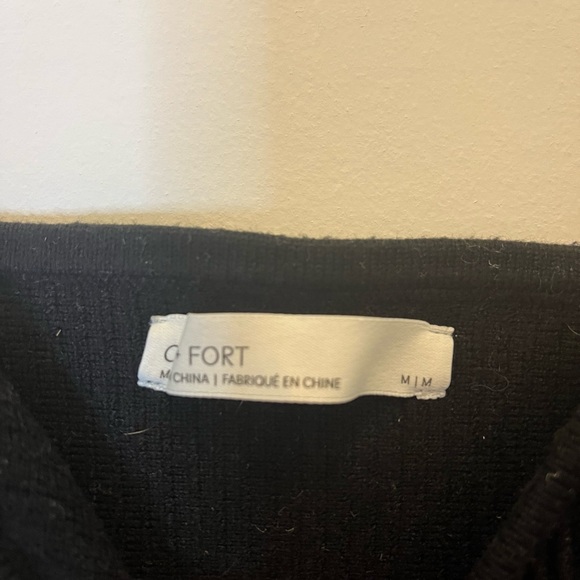 FORT
CHINA | FABRIQUÉ EN CHINE
M | M